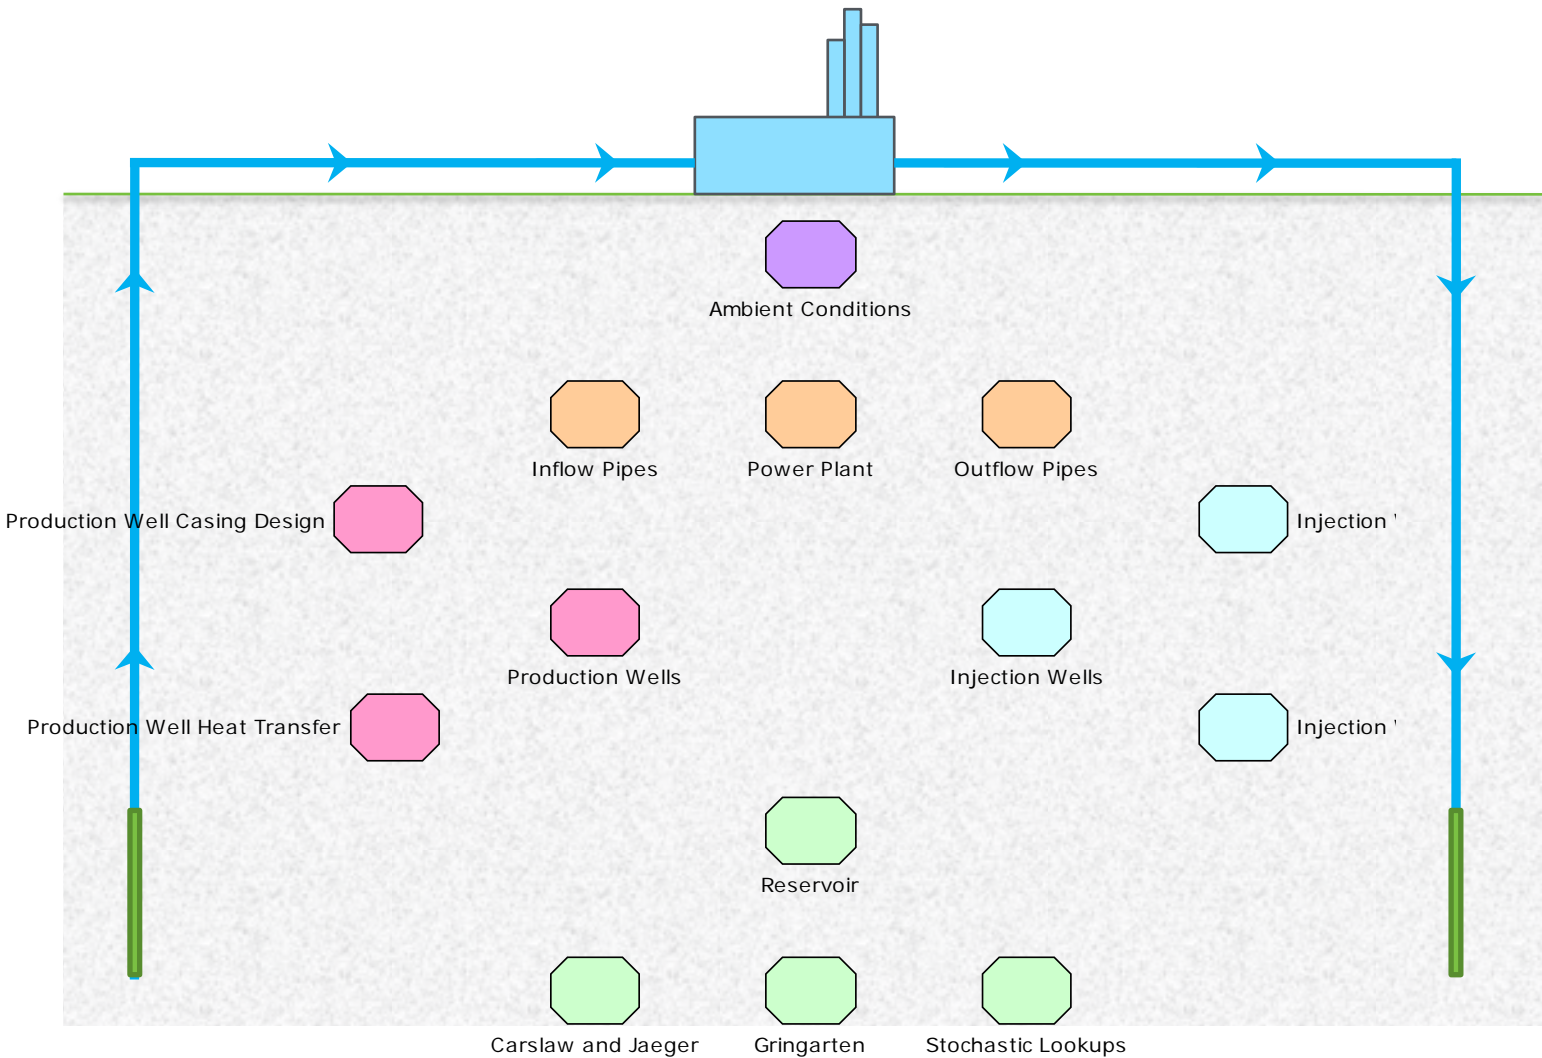 Ambient Conditions
Inflow Pipes
Power Plant
Outflow Pipes
Production Well Casing Design
Injection
Production Wells
Injection Wells
Production Well Heat Transfer
Injection
Reservoir
Carslaw and Jaeger
Gringarten
Stochastic Lookups